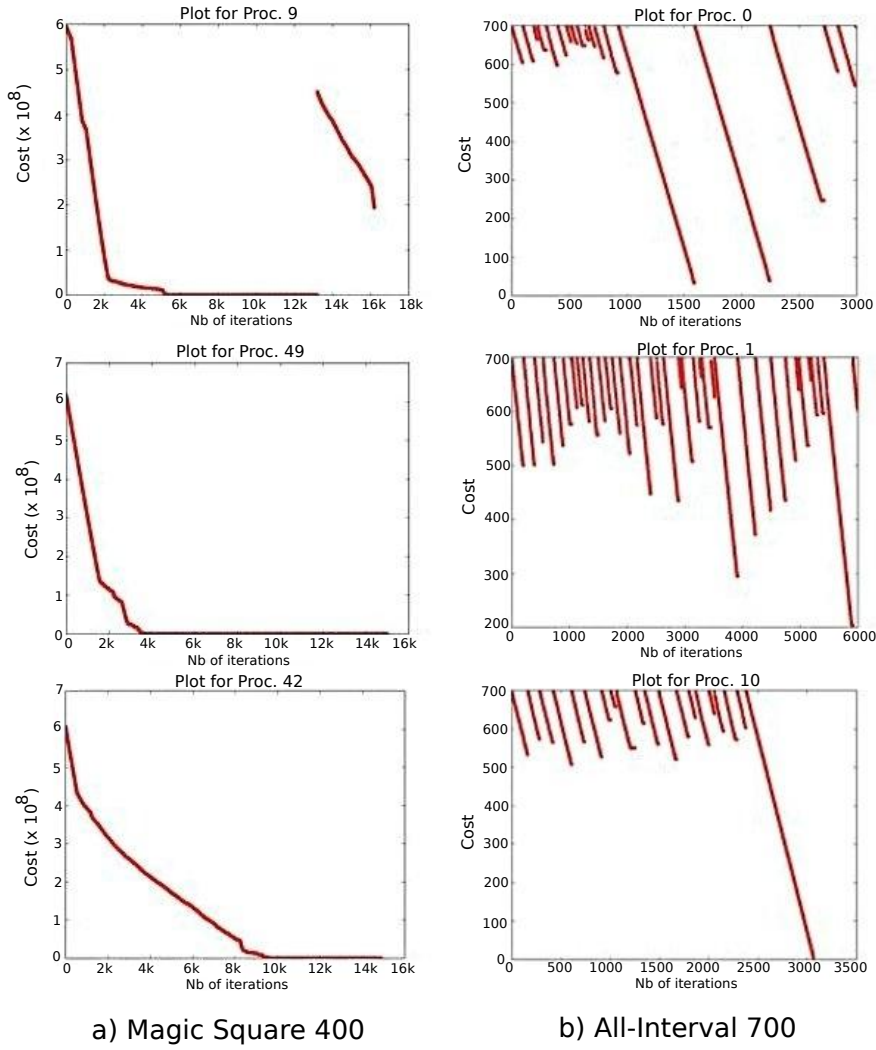 Plot for Proc. 9
Cost (x 10^8)
6
5
4
3
2
1
0
0 2k 4k 6k 8k 10k 12k 14k 16k 18k
Nb of iterations
Plot for Proc. 0
Cost
700
600
500
400
300
200
100
0
0 500 1000 1500 2000 2500 3000
Nb of iterations
Plot for Proc. 49
Cost (x 10^8)
7
6
5
4
3
2
1
0
0 2k 4k 6k 8k 10k 12k 14k 16k
Nb of iterations
Plot for Proc. 1
Cost
700
600
500
400
300
200
0 1000 2000 3000 4000 5000 6000
Nb of iterations
Plot for Proc. 42
Cost (x 10^8)
7
6
5
4
3
2
1
0
0 2k 4k 6k 8k 10k 12k 14k 16k
Nb of iterations
Plot for Proc. 10
Cost
700
600
500
400
300
200
100
0
0 500 1000 1500 2000 2500 3000 3500
Nb of iterations
a) Magic Square 400
b) All-Interval 700